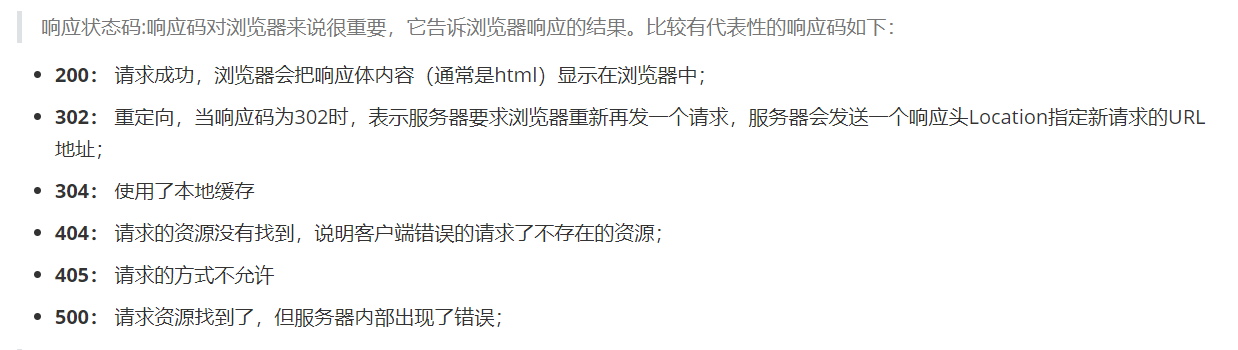 响应状态码:响应码对浏览器来说很重要，它告诉浏览器响应的结果。比较有代表性的响应码如下：
200： 请求成功，浏览器会把响应体内容（通常是html）显示在浏览器中；
302： 重定向，当响应码为302时，表示服务器要求浏览器重新再发一个请求，服务器会发送一个响应头Location指定新请求的URL
地址；
304： 使用了本地缓存
404： 请求的资源没有找到，说明客户端错误的请求了不存在的资源；
405： 请求的方式不允许
500： 请求资源找到了，但服务器内部出现了错误；